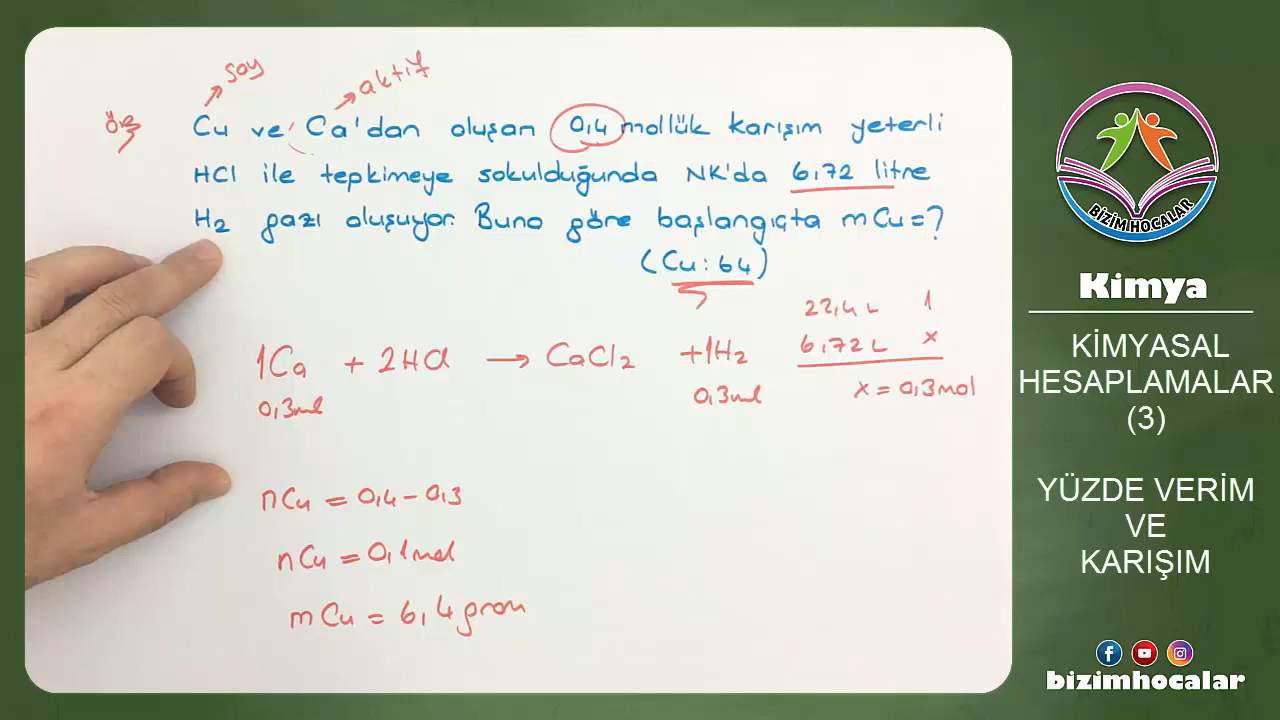 soy
aktif
Ör
Cu ve Ca'dan oluşan 0,4 mollük karışım yeterli
HCl ile tepkimeye sokulduğunda NK'da 6,72 litre
H2 gazı oluşuyor. Buna göre başlangıçta mCu=?
(Cu: 64)
22,4 L 1
6,72 L x
x = 0,3mol
1Ca + 2HCl → CaCl2 + 1H2
0,3mol 0,3mol
nCu = 0,4 - 0,3
nCu = 0,1mol
mCu = 6,4 gram
BİZİM HOCALAR
Kimya
KİMYASAL
HESAPLAMALAR
(3)
YÜZDE VERİM
VE
KARIŞIM
bizimhocalar